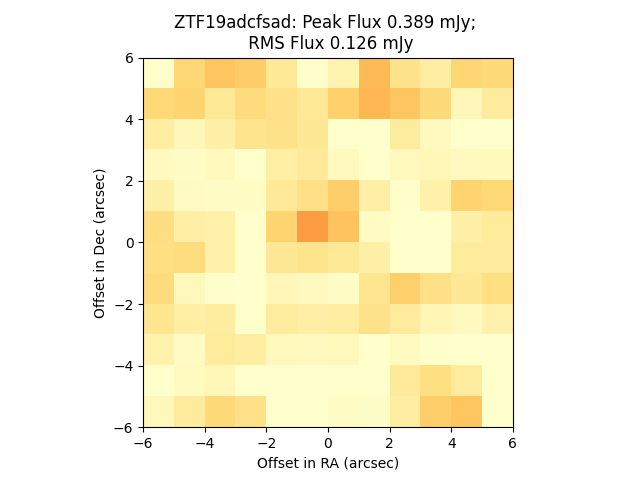 ZTF19adcfsad: Peak Flux 0.389 mJy;
RMS Flux 0.126 mJy
6
4
2
0
−2
−4
−6
Offset in Dec (arcsec)
−6 −4 −2 0 2 4 6
Offset in RA (arcsec)